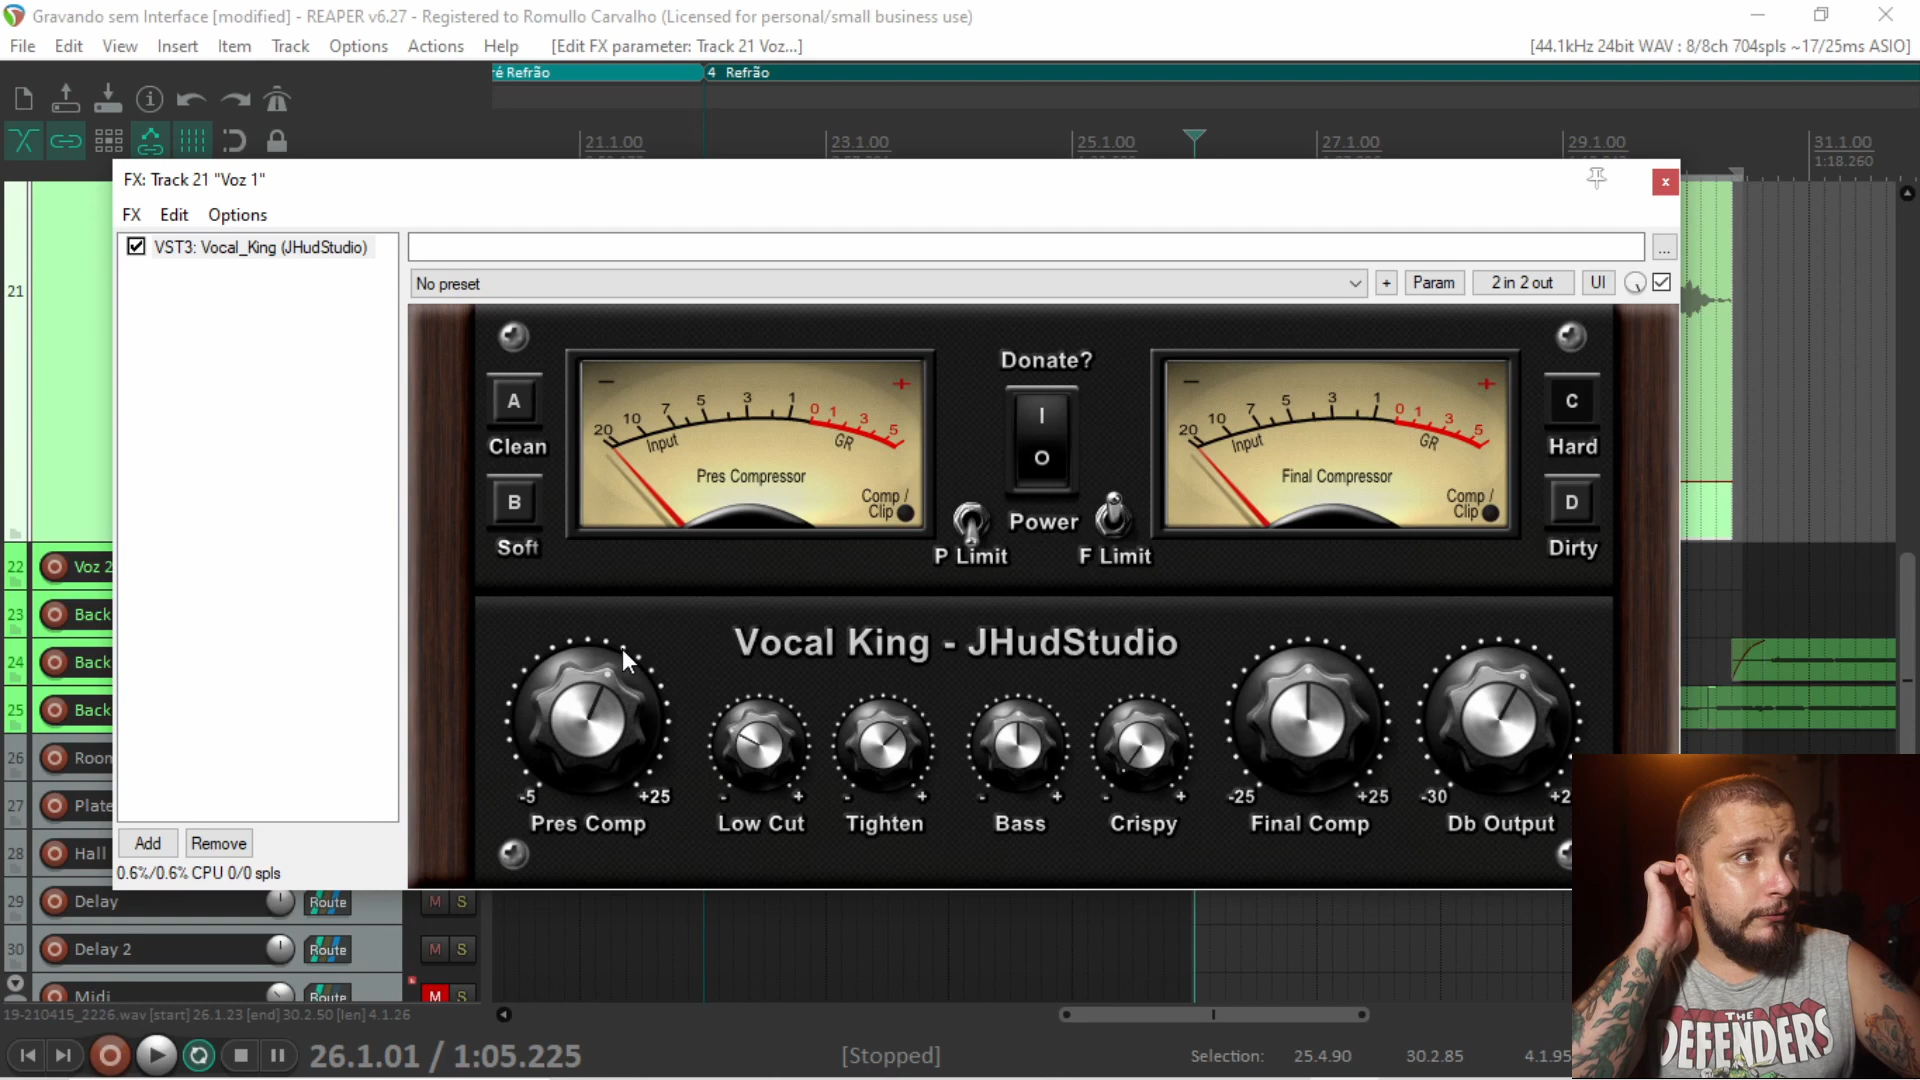 Gravando sem Interface [modified] - REAPER v6.27 - Registered to Romullo Carvalho (Licensed for personal/small business use)
File Edit View Insert Item Track Options Actions Help [Edit FX parameter: Track 21 Voz...] [44.1kHz 24bit WAV : 8/8ch 704spls ~17/25ms ASIO]
é Refrão 4 Refrão
21.1.00 23.1.00 25.1.00 27.1.00 29.1.00 31.1.00
1:18.260
FX: Track 21 "Voz 1" x
FX Edit Options
VST3: Vocal_King (JHudStudio) ...
No preset + Param 2 in 2 out UI
21
Donate?
A C
Clean Hard
B D
Soft Dirty
20 10 7 5 3 1 0 1 3 5
Input GR
Pres Compressor
Comp / Clip
I
O
Power
P Limit F Limit
20 10 7 5 3 1 0 1 3 5
Input GR
Final Compressor
Comp / Clip
Vocal King - JHudStudio
-5 +25 - + - + - + - + -25 +25 -30 +2
Pres Comp Low Cut Tighten Bass Crispy Final Comp Db Output
22 Voz 2
23 Back
24 Back
25 Back
26 Room
27 Plate
28 Hall
Add Remove
0.6%/0.6% CPU 0/0 spls
29 Delay Route M S
30 Delay 2 Route M S
Midi Route M S
19-210415_2226.wav [start] 26.1.23 [end] 30.2.50 [len] 4.1.26
26.1.01 / 1:05.225 [Stopped] Selection: 25.4.90 30.2.85 4.1.95
THE
DEFENDERS